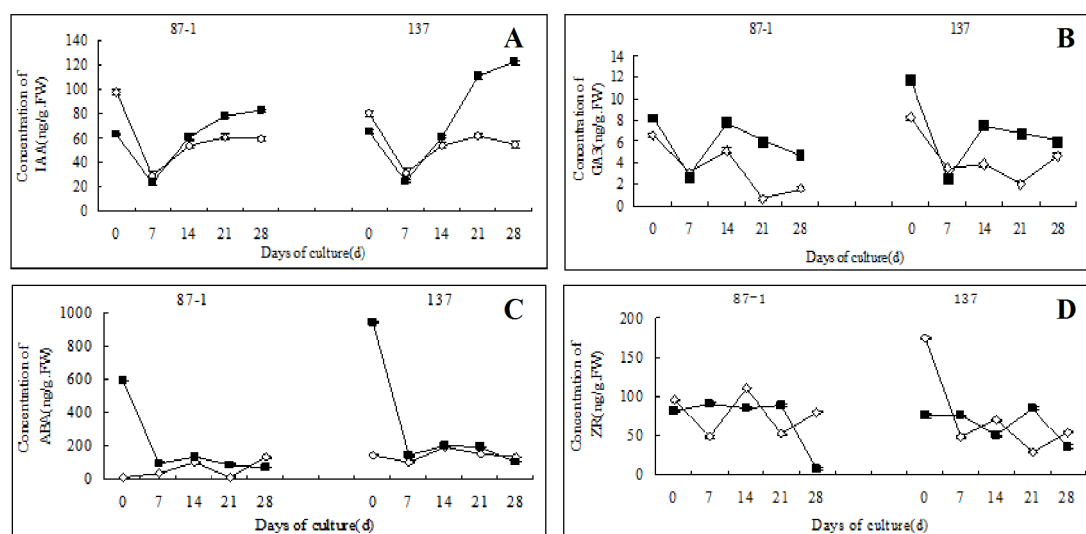 87-1 137 A
Concentration of
IAA(ng/g.FW)
140
120
100
80
60
40
20
0
0 7 14 21 28 0 7 14 21 28
Days of culture(d)
87-1 137 B
Concentration of
GA3(ng/g.FW)
14
12
10
8
6
4
2
0
0 7 14 21 28 0 7 14 21 28
Days of culture(d)
87-1 137 C
Concentration of
ABA(ng/g.FW)
1000
800
600
400
200
0
0 7 14 21 28 0 7 14 21 28
Days of culture(d)
87-1 137 D
Concentration of
ZR(ng/g.FW)
200
150
100
50
0
0 7 14 21 28 0 7 14 21 28
Days of culture(d)